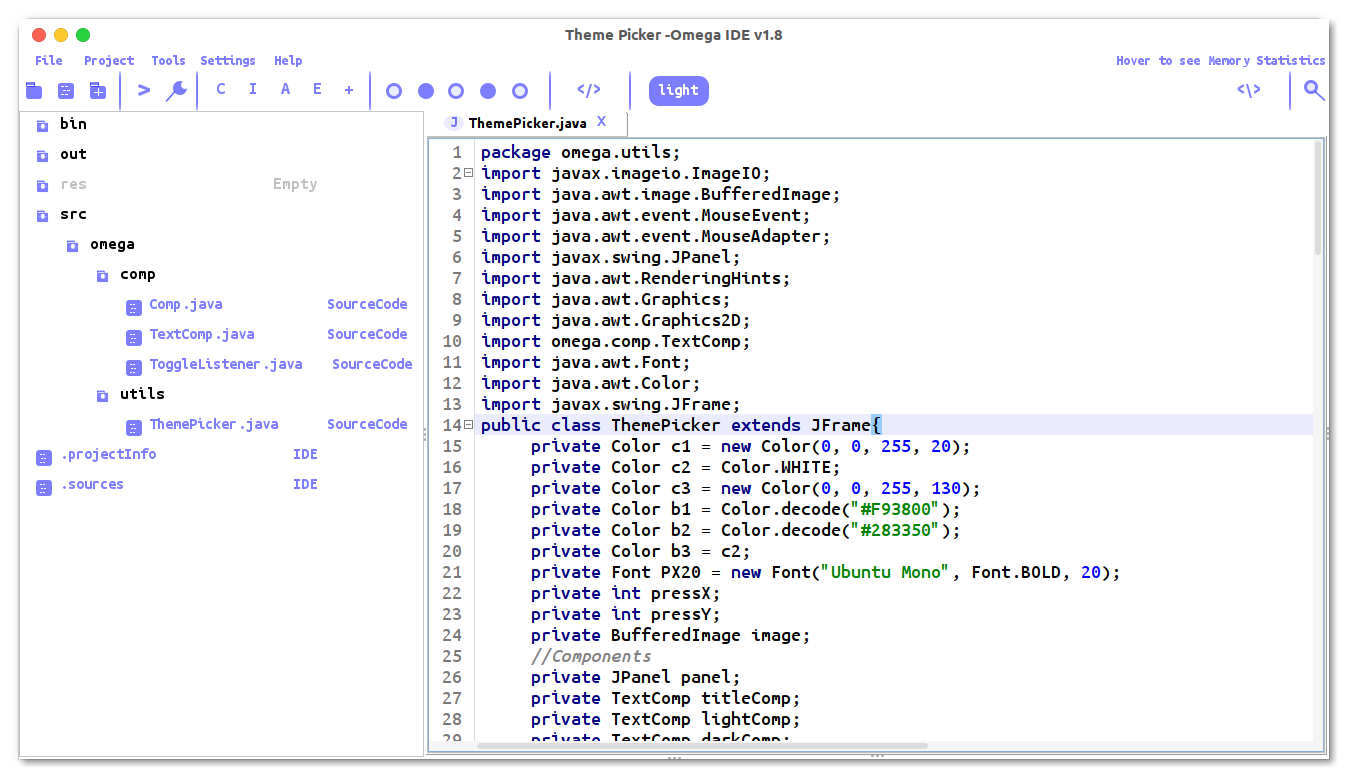 Theme Picker -Omega IDE v1.8
File Project Tools Settings Help Hover to see Memory Statistics
> C I A E + </> light <\>
bin
out
res Empty
src
omega
comp
Comp.java SourceCode
TextComp.java SourceCode
ToggleListener.java SourceCode
utils
ThemePicker.java SourceCode
.projectInfo IDE
.sources IDE
J ThemePicker.java X
1 package omega.utils;
2 import javax.imageio.ImageIO;
3 import java.awt.image.BufferedImage;
4 import java.awt.event.MouseEvent;
5 import java.awt.event.MouseAdapter;
6 import javax.swing.JPanel;
7 import java.awt.RenderingHints;
8 import java.awt.Graphics;
9 import java.awt.Graphics2D;
10 import omega.comp.TextComp;
11 import java.awt.Font;
12 import java.awt.Color;
13 import javax.swing.JFrame;
14 public class ThemePicker extends JFrame{
15 private Color c1 = new Color(0, 0, 255, 20);
16 private Color c2 = Color.WHITE;
17 private Color c3 = new Color(0, 0, 255, 130);
18 private Color b1 = Color.decode("#F93800");
19 private Color b2 = Color.decode("#283350");
20 private Color b3 = c2;
21 private Font PX20 = new Font("Ubuntu Mono", Font.BOLD, 20);
22 private int pressX;
23 private int pressY;
24 private BufferedImage image;
25 //Components
26 private JPanel panel;
27 private TextComp titleComp;
28 private TextComp lightComp;
29 private TextComp darkComp;